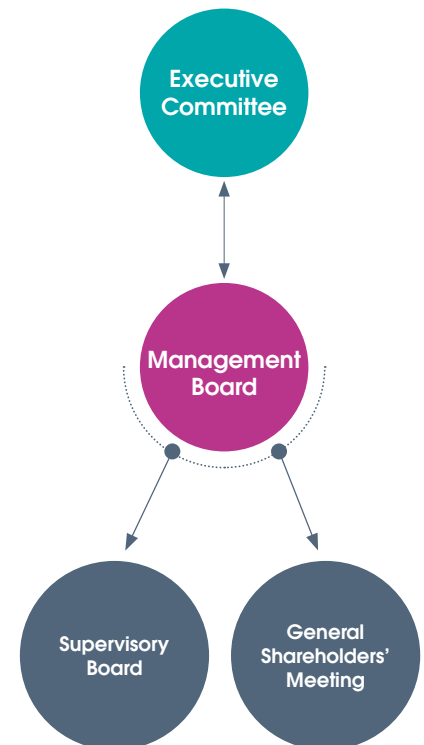 Executive
Committee
Management
Board
Supervisory
Board
General
Shareholders’
Meeting